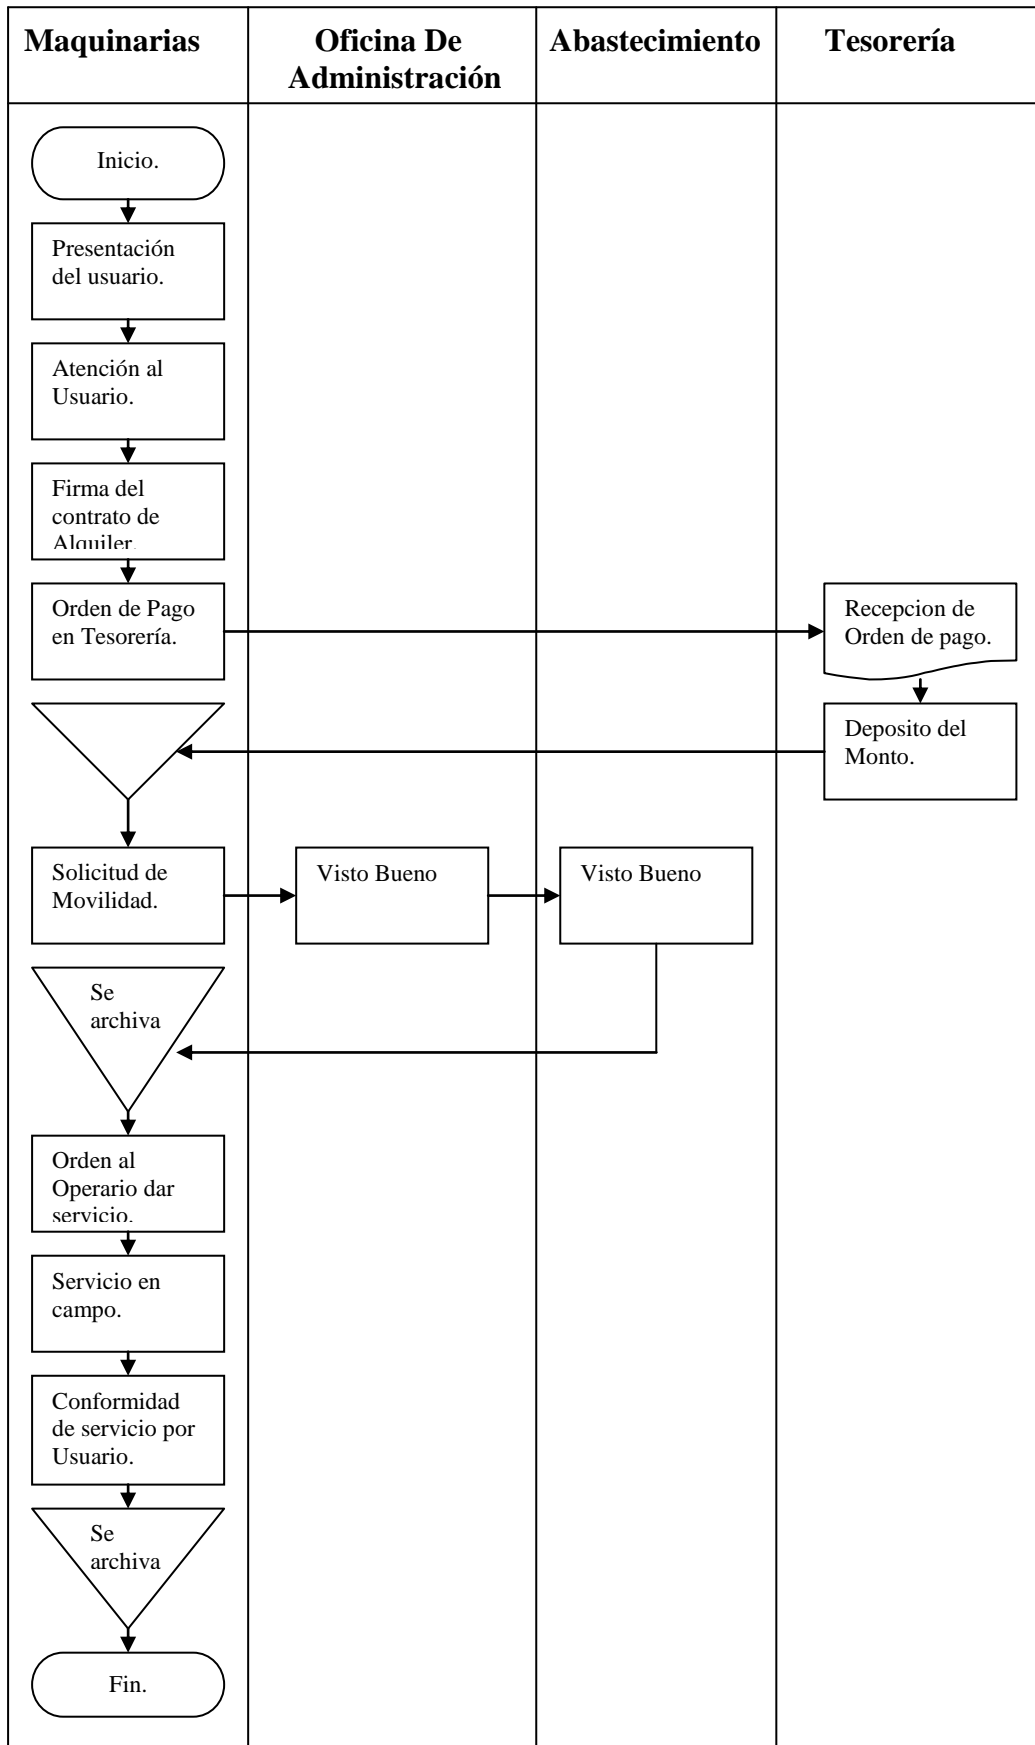 Maquinarias
Oficina De
Administración
Abastecimiento
Tesorería
Inicio.
Presentación
del usuario.
Atención al
Usuario.
Firma del
contrato de
Alquiler.
Orden de Pago
en Tesorería.
Recepcion de
Orden de pago.
Deposito del
Monto.
Solicitud de
Movilidad.
Visto Bueno
Visto Bueno
Se
archiva
Orden al
Operario dar
servicio.
Servicio en
campo.
Conformidad
de servicio por
Usuario.
Se
archiva
Fin.